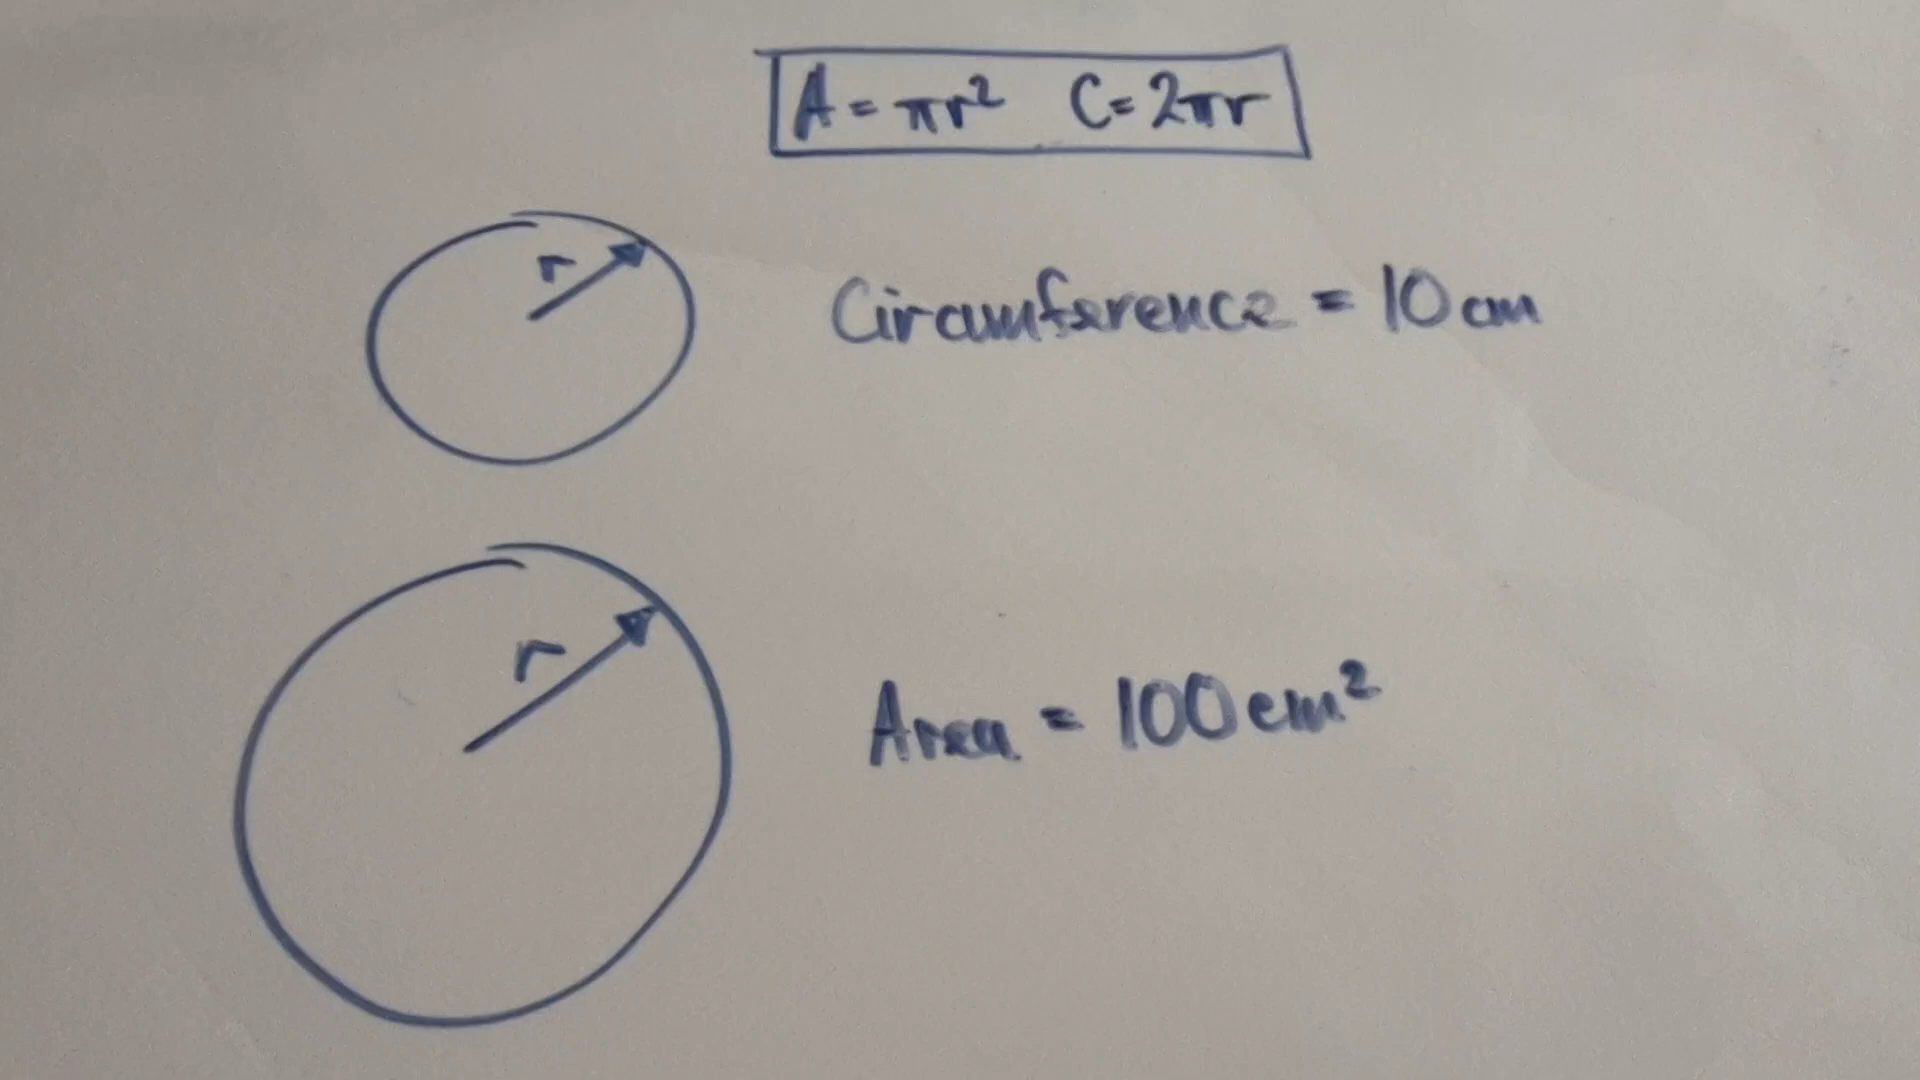 A = πr² C = 2πr
r
Circumference = 10 cm
r
Area = 100 cm²